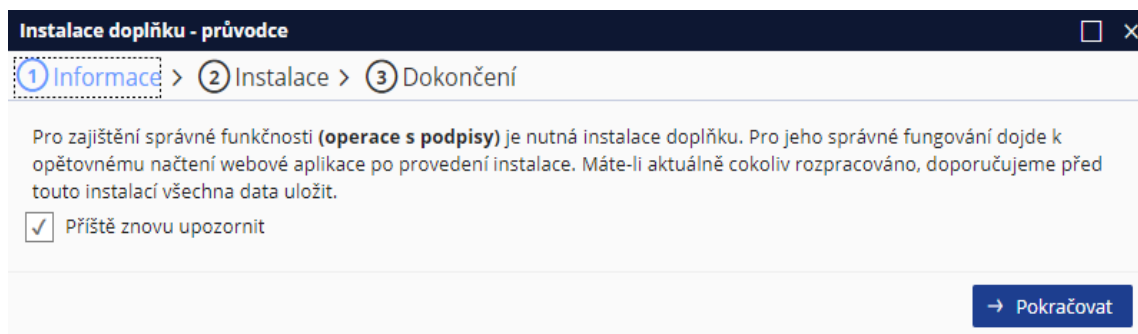 Instalace doplňku - průvodce
1 Informace > 2 Instalace > 3 Dokončení
Pro zajištění správné funkčnosti (operace s podpisy) je nutná instalace doplňku. Pro jeho správné fungování dojde k
opětovnému načtení webové aplikace po provedení instalace. Máte-li aktuálně cokoliv rozpracováno, doporučujeme před
touto instalací všechna data uložit.
Příště znovu upozornit
Pokračovat